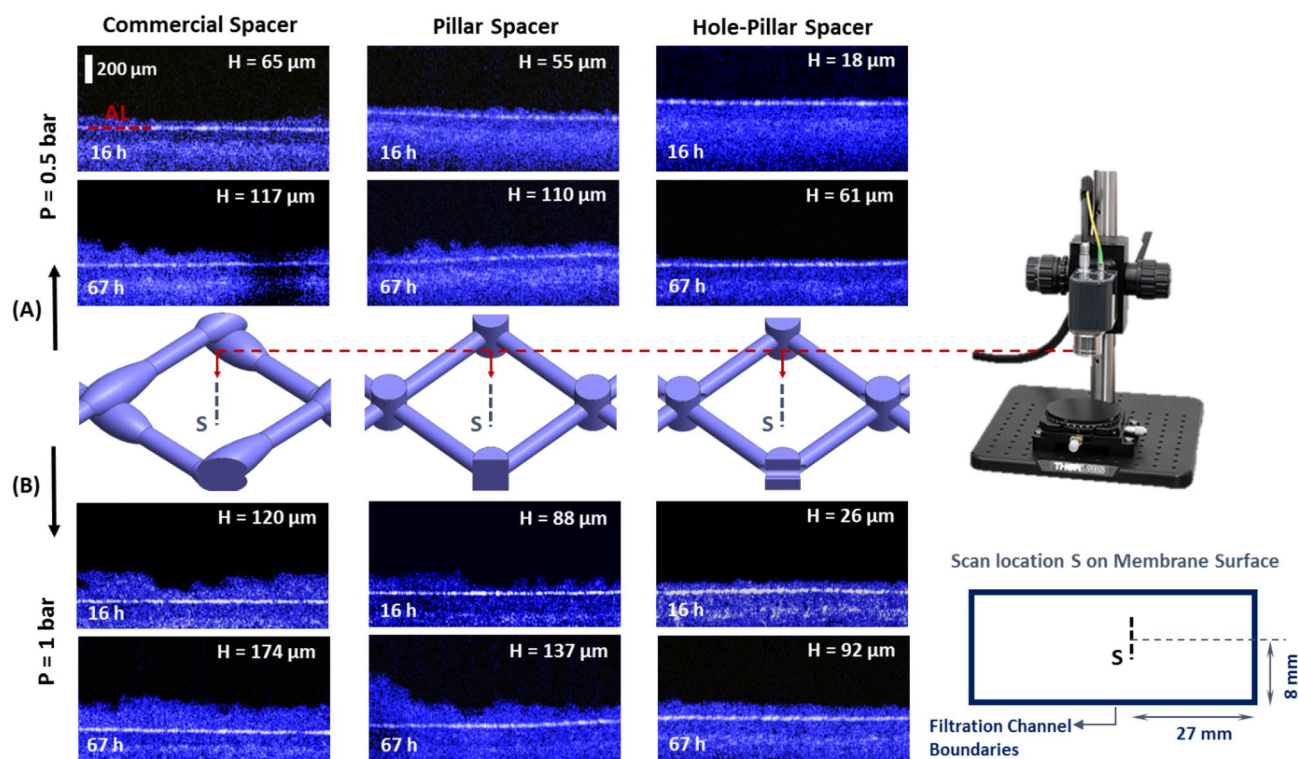 Commercial Spacer
Pillar Spacer
Hole-Pillar Spacer
P = 0.5 bar
200 µm
H = 65 µm
AL
16 h
H = 55 µm
16 h
H = 18 µm
16 h
H = 117 µm
67 h
H = 110 µm
67 h
H = 61 µm
67 h
(A)
S
S
S
THORLABS
(B)
P = 1 bar
H = 120 µm
16 h
H = 88 µm
16 h
H = 26 µm
16 h
H = 174 µm
67 h
H = 137 µm
67 h
H = 92 µm
67 h
Scan location S on Membrane Surface
S
8 mm
27 mm
Filtration Channel
Boundaries